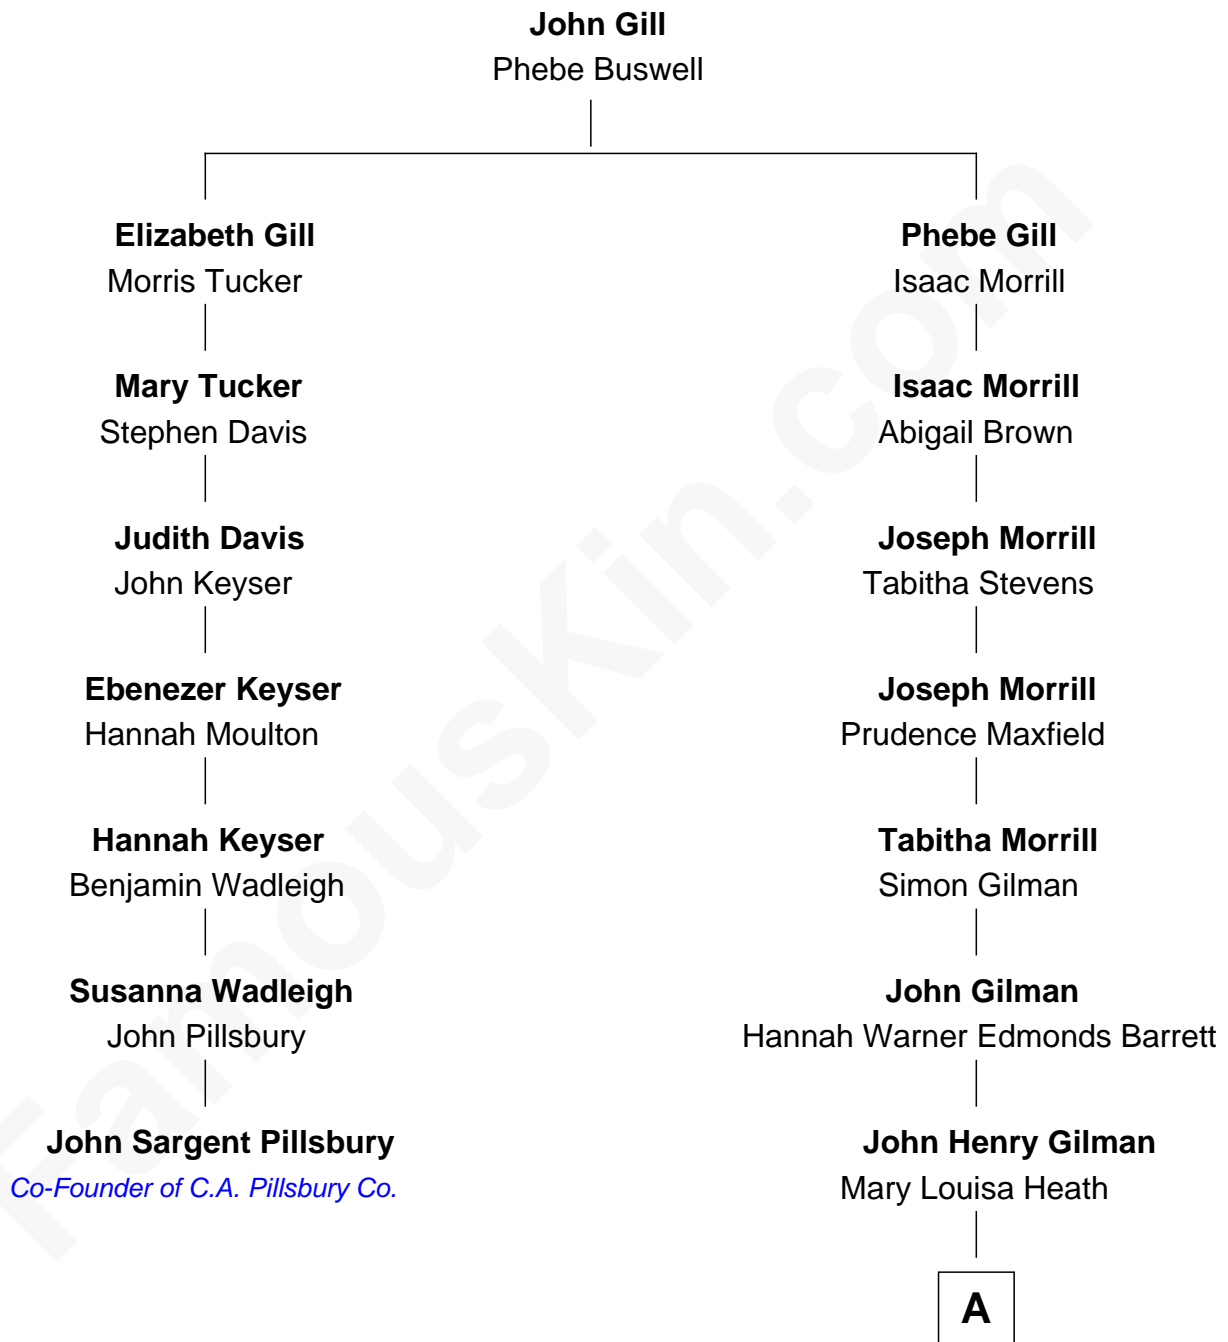 John Gill
Phebe Buswell
Elizabeth Gill
Morris Tucker
Phebe Gill
Isaac Morrill
Mary Tucker
Stephen Davis
Isaac Morrill
Abigail Brown
Judith Davis
John Keyser
Joseph Morrill
Tabitha Stevens
Ebenezer Keyser
Hannah Moulton
Joseph Morrill
Prudence Maxfield
Hannah Keyser
Benjamin Wadleigh
Tabitha Morrill
Simon Gilman
Susanna Wadleigh
John Pillsbury
John Gilman
Hannah Warner Edmonds Barrett
John Sargent Pillsbury
Co-Founder of C.A. Pillsbury Co.
John Henry Gilman
Mary Louisa Heath
A
FamousKin.com